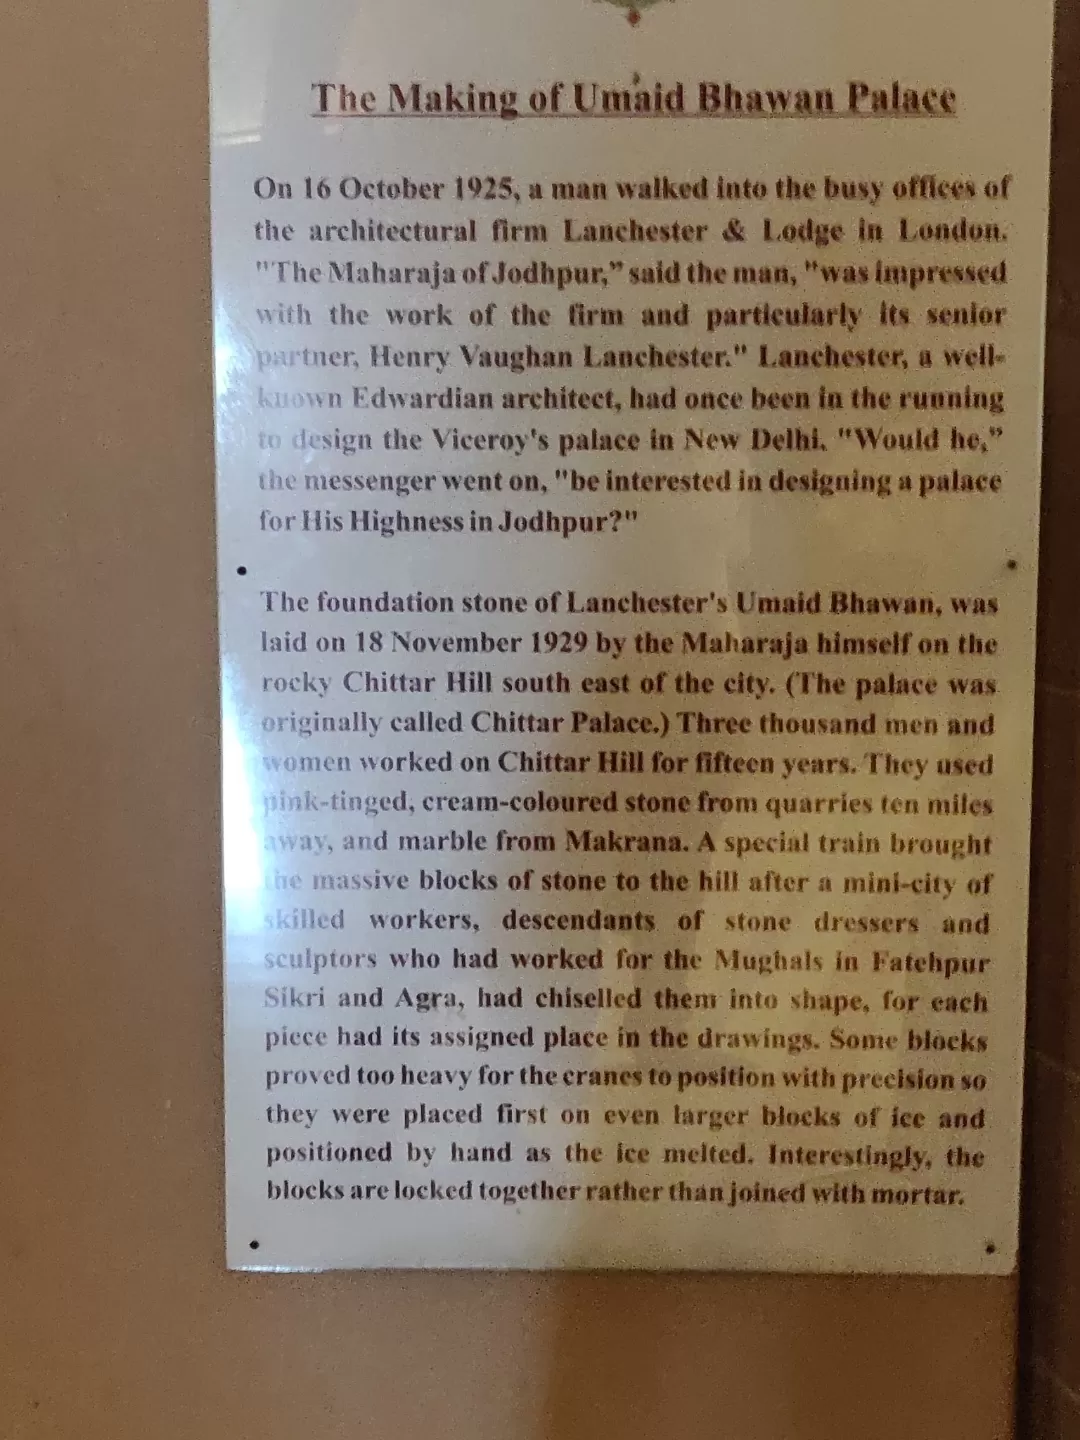 The Making of Umaid Bhawan Palace
On 16 October 1925, a man walked into the busy offices of
the architectural firm Lanchester & Lodge in London.
"The Maharaja of Jodhpur,” said the man, "was impressed
with the work of the firm and particularly its senior
partner, Henry Vaughan Lanchester." Lanchester, a well-
known Edwardian architect, had once been in the running
to design the Viceroy's palace in New Delhi. "Would he,”
the messenger went on, "be interested in designing a palace
for His Highness in Jodhpur?"
The foundation stone of Lanchester's Umaid Bhawan, was
laid on 18 November 1929 by the Maharaja himself on the
rocky Chittar Hill south east of the city. (The palace was
originally called Chittar Palace.) Three thousand men and
women worked on Chittar Hill for fifteen years. They used
pink-tinged, cream-coloured stone from quarries ten miles
away, and marble from Makrana. A special train brought
the massive blocks of stone to the hill after a mini-city of
skilled workers, descendants of stone dressers and
sculptors who had worked for the Mughals in Fatehpur
Sikri and Agra, had chiselled them into shape, for each
piece had its assigned place in the drawings. Some blocks
proved too heavy for the cranes to position with precision so
they were placed first on even larger blocks of ice and
positioned by hand as the ice melted. Interestingly, the
blocks are locked together rather than joined with mortar.